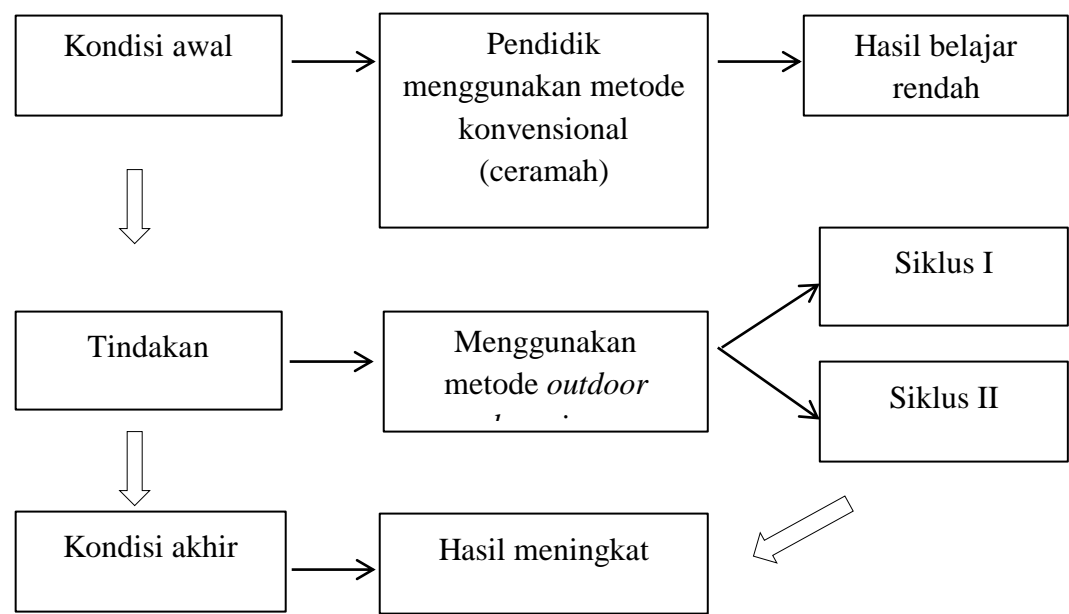 Kondisi awal
Pendidik
menggunakan metode
konvensional
(ceramah)
Hasil belajar
rendah
Tindakan
Menggunakan
metode outdoor
Siklus I
Siklus II
Kondisi akhir
Hasil meningkat